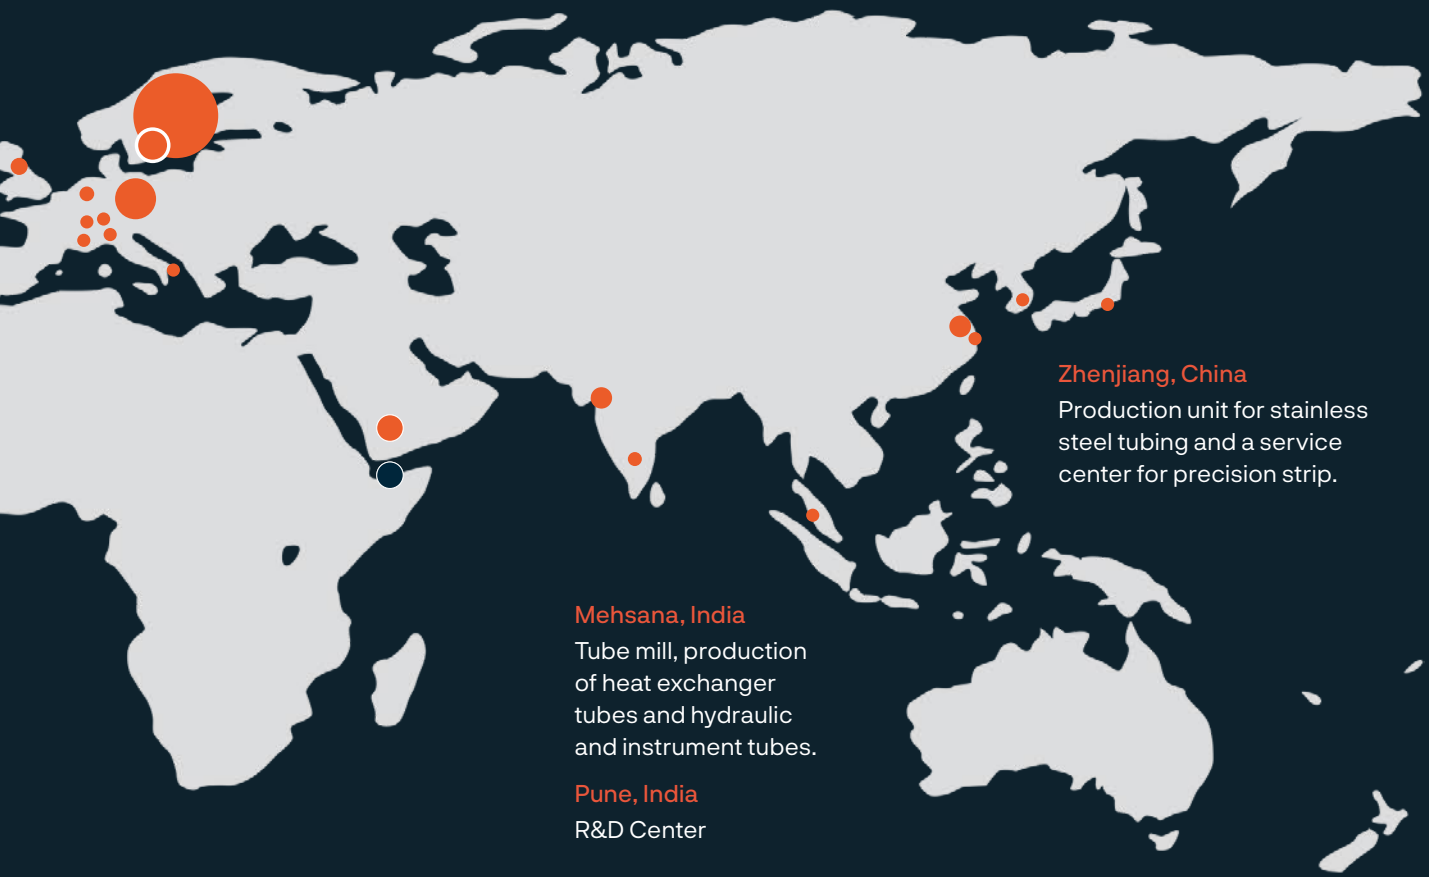 Zhenjiang, China
Production unit for stainless
steel tubing and a service
center for precision strip.
Mehsana, India
Tube mill, production
of heat exchanger
tubes and hydraulic
and instrument tubes.
Pune, India
R&D Center